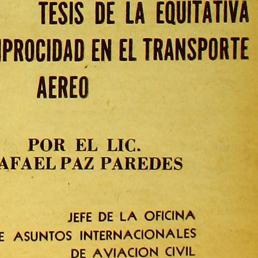 TESIS DE LA EQUITATIVA
IPROCIDAD EN EL TRANSPORTE
AEREO
POR EL LIC.
AFAEL PAZ PAREDES
JEFE DE LA OFICINA
E ASUNTOS INTERNACIONALES
DE AVIACION CIVIL